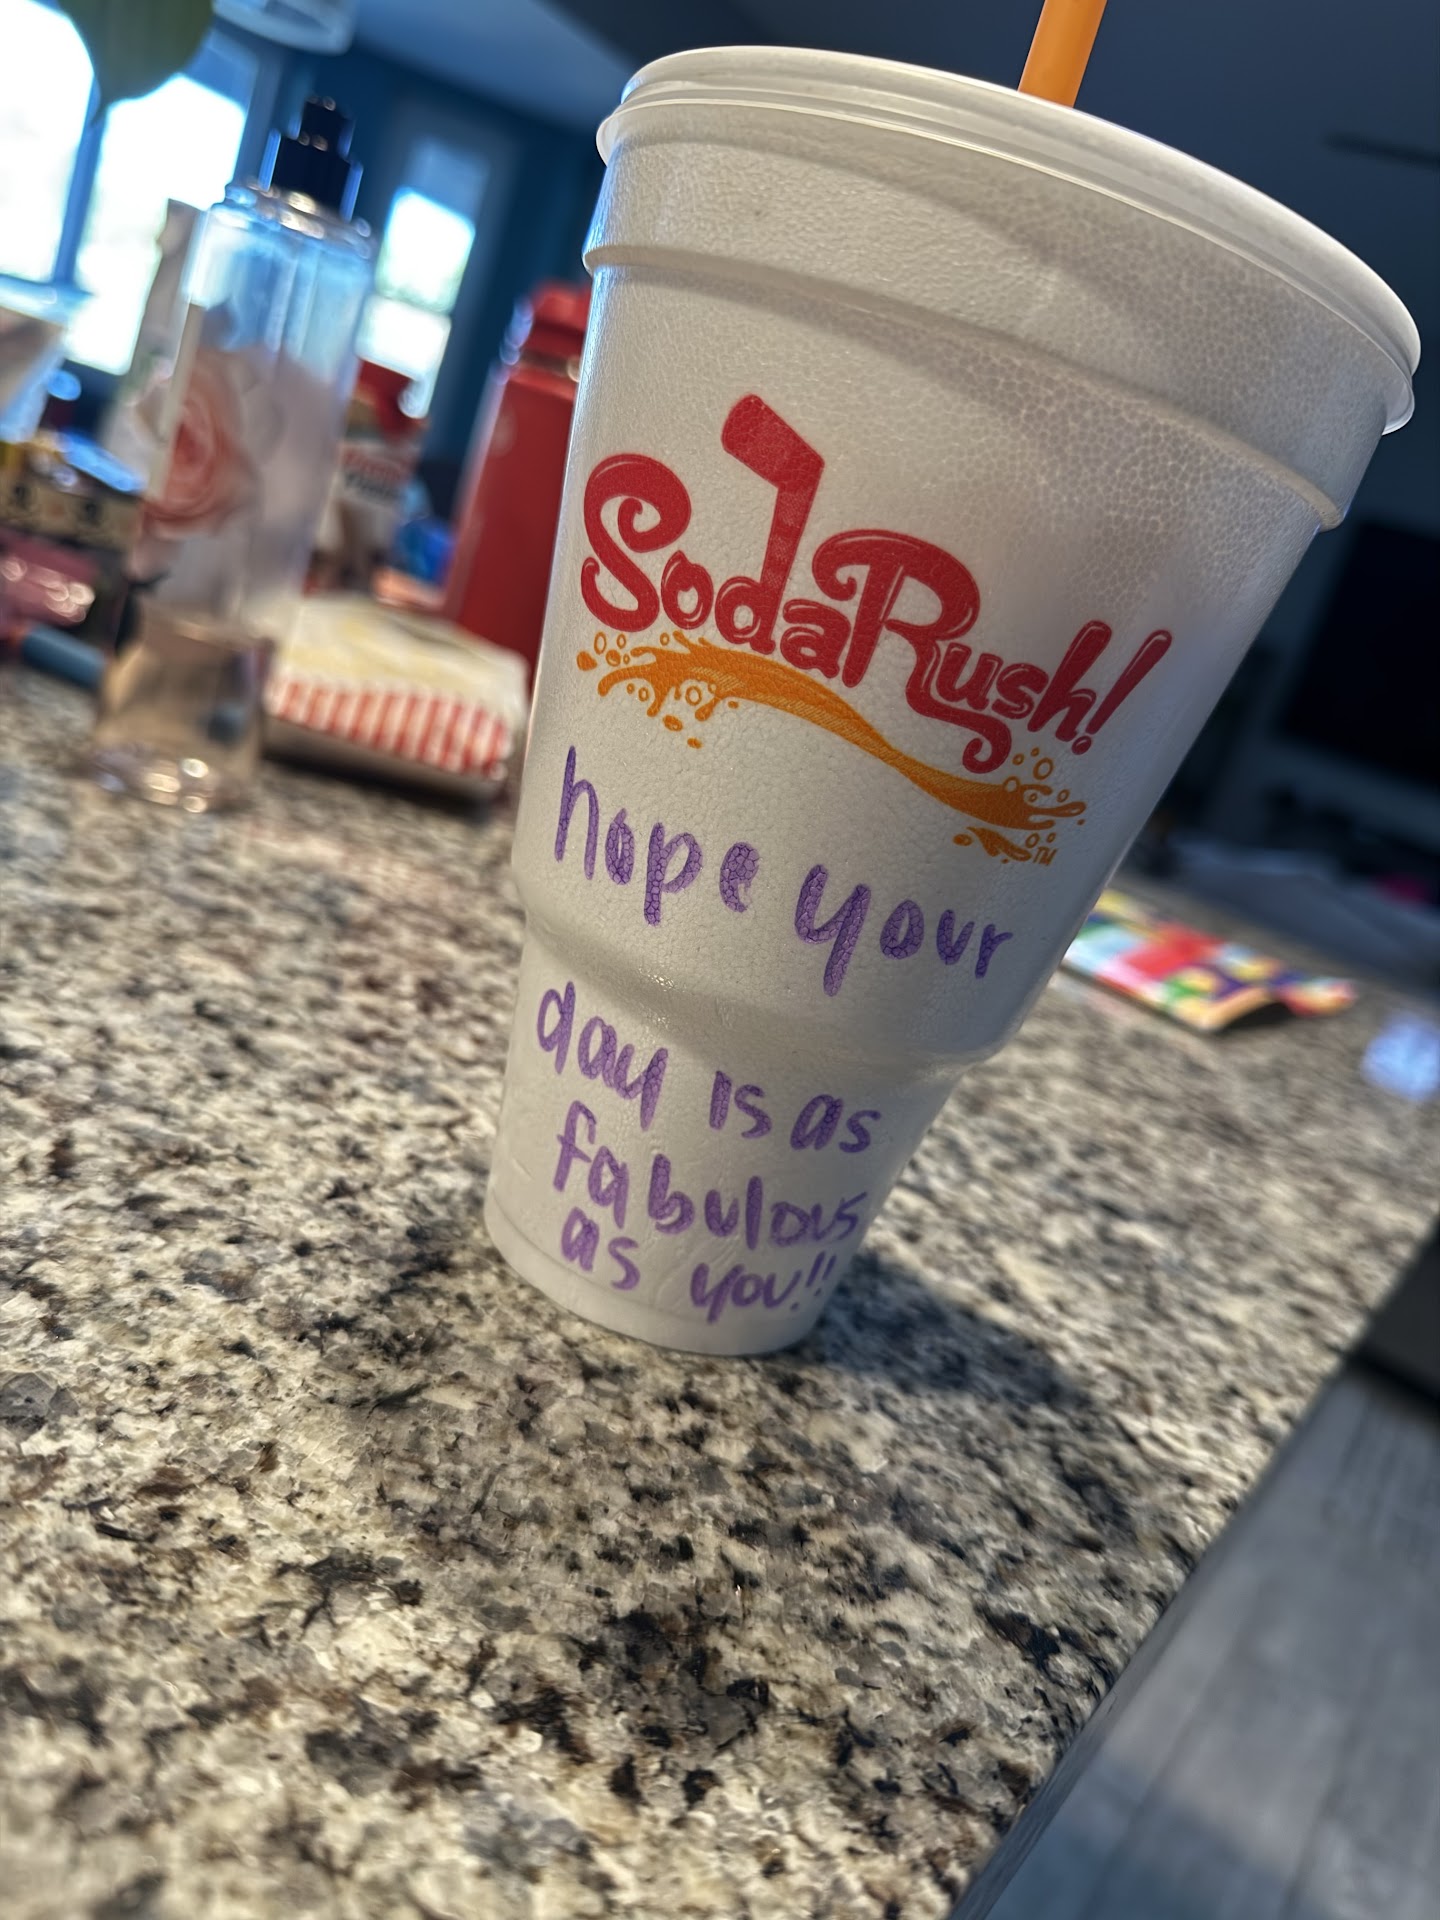 SodaRush!
TM
hope your
day is as
fabulous
as you!!